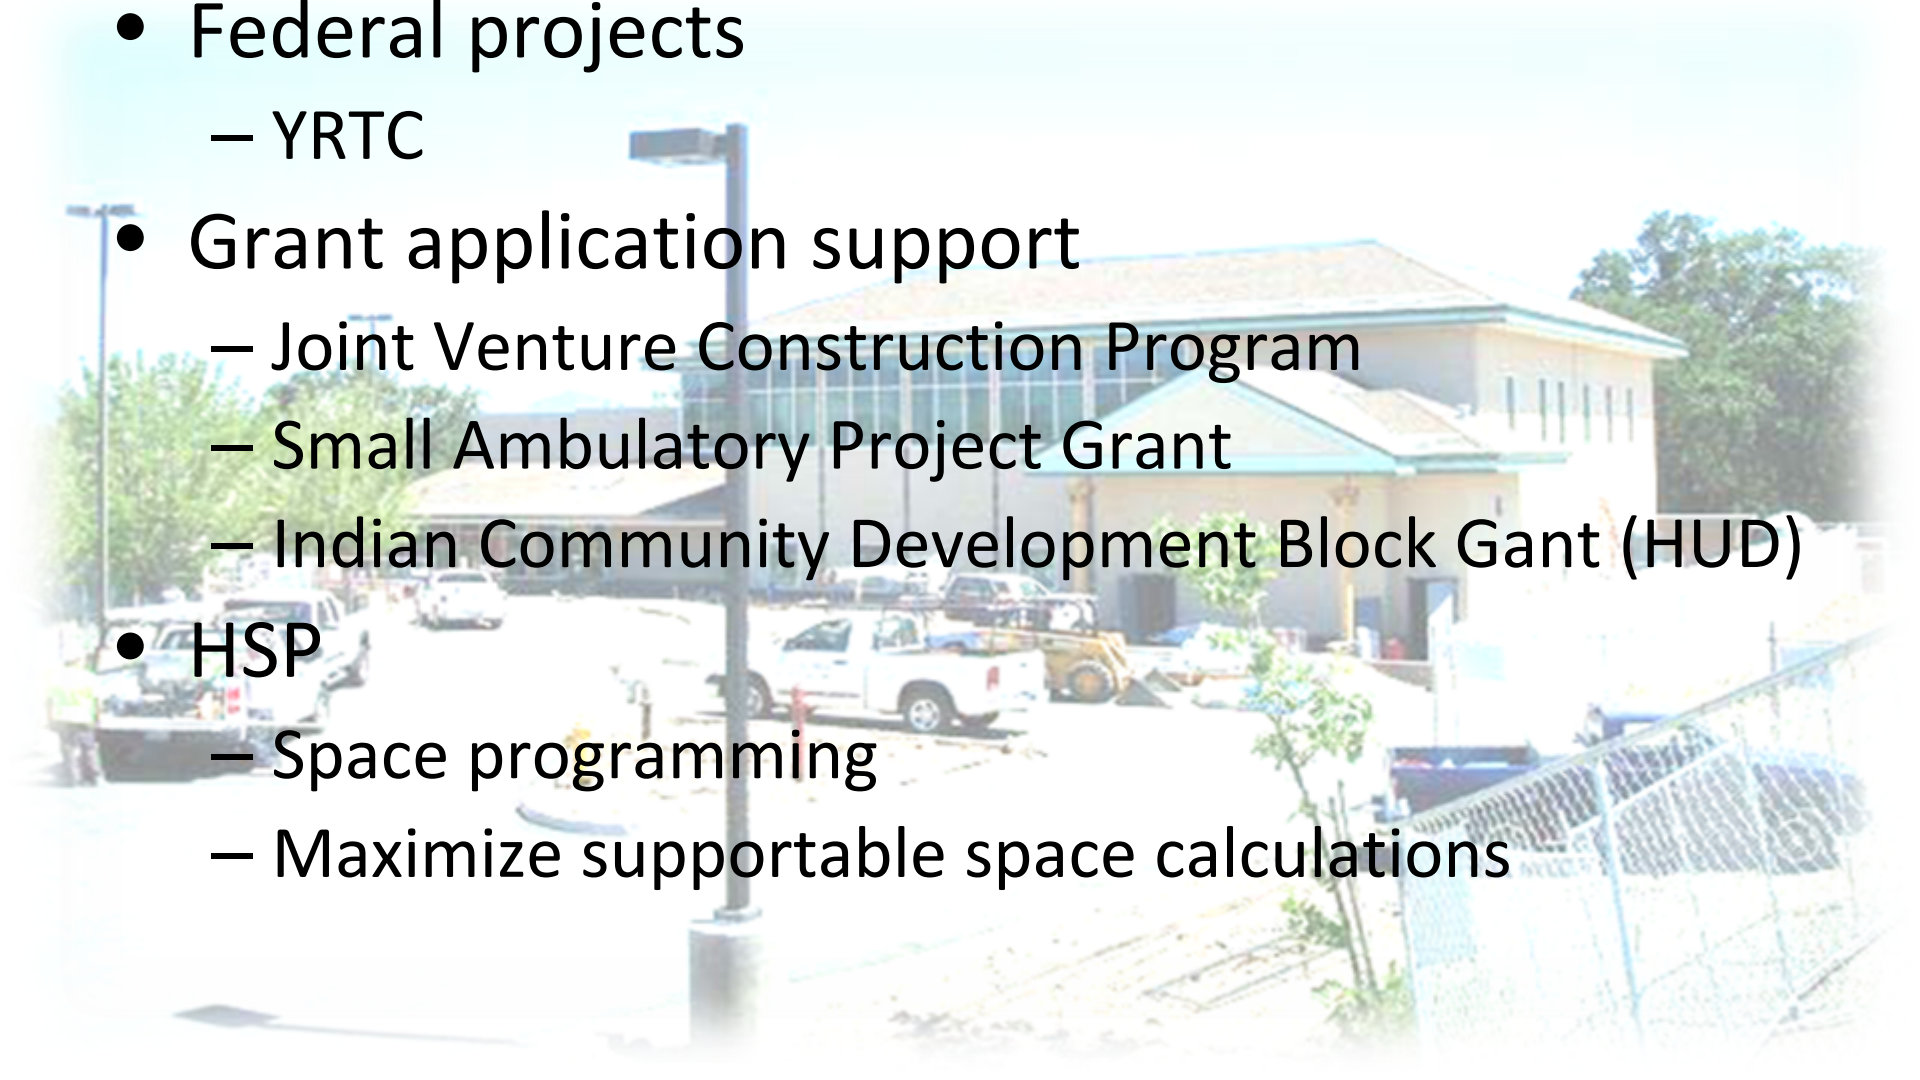 • Federal projects
– YRTC
• Grant application support
– Joint Venture Construction Program
– Small Ambulatory Project Grant
– Indian Community Development Block Gant (HUD)
• HSP
– Space programming
– Maximize supportable space calculations